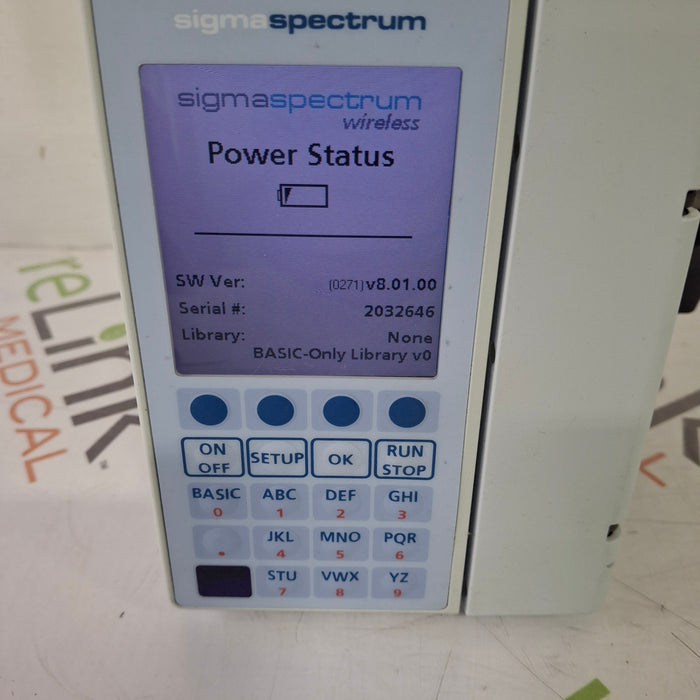 sigmaspectrum
sigmaspectrum
wireless
Power Status
SW Ver: (0271)v8.01.00
Serial #: 2032646
Library: None
BASIC-Only Library v0
ON OFF
SETUP
OK
RUN STOP
BASIC 0
ABC 1
DEF 2
GHI 3
.
JKL 4
MNO 5
PQR 6
STU 7
VWX 8
YZ 9
reLink
MEDICAL